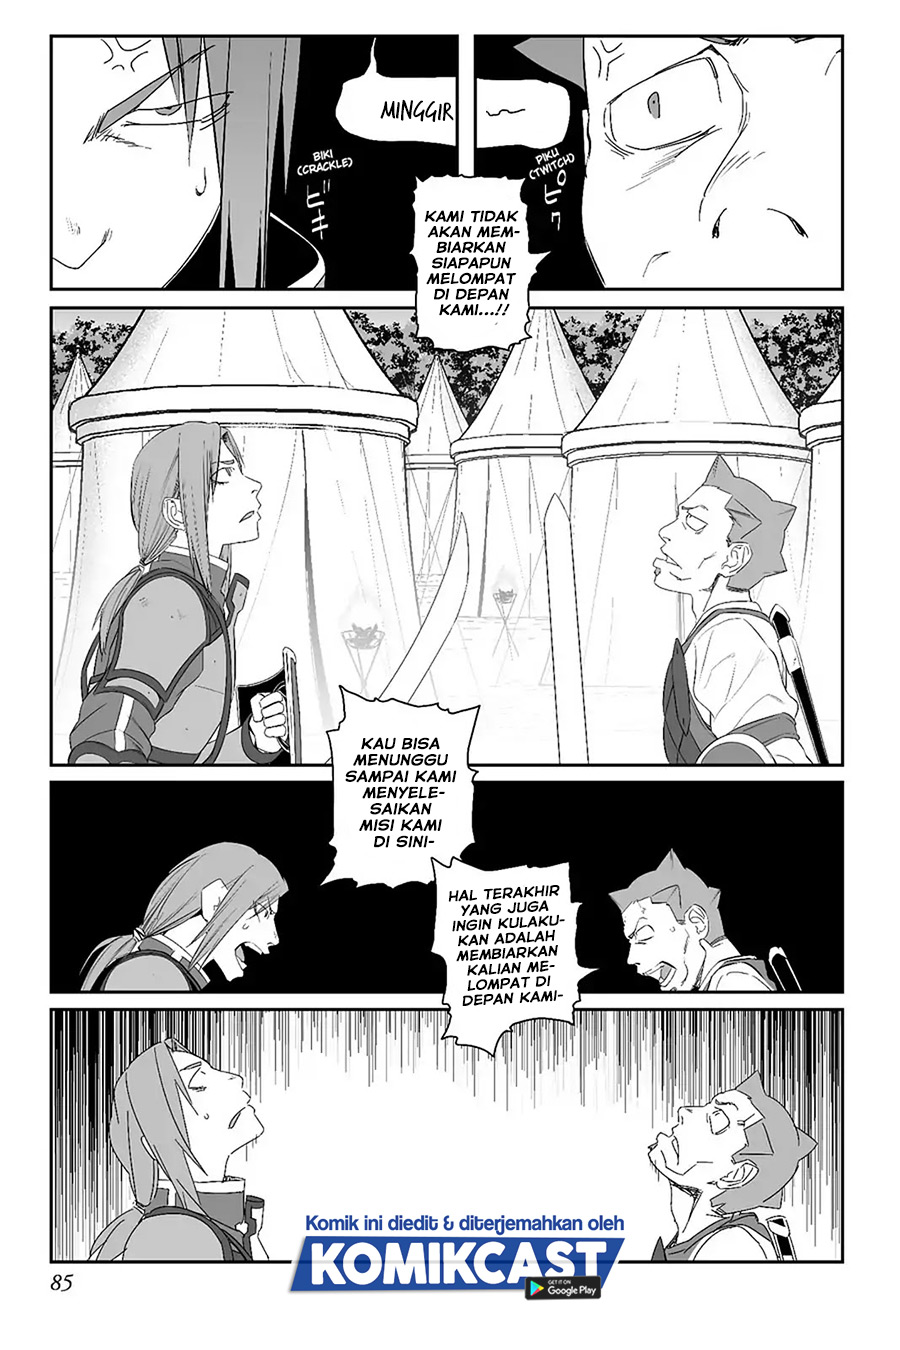 MINGGIR
~
BIKI
(CRACKLE)
ビキ
PIKU
(TWITCH)
ピク
KAMI TIDAK
AKAN MEM-
BIARKAN
SIAPAPUN
MELOMPAT
DI DEPAN
KAMI...!!
KAU BISA
MENUNGGU
SAMPAI KAMI
MENYELE-
SAIKAN
MISI KAMI
DI SINI-
HAL TERAKHIR
YANG JUGA
INGIN KULAKU-
KAN ADALAH
MEMBIARKAN
KALIAN ME-
LOMPAT DI
DEPAN KAMI-
Komik ini diedit & diterjemahkan oleh
KOMIKCAST
GET IT ON
Google Play
85